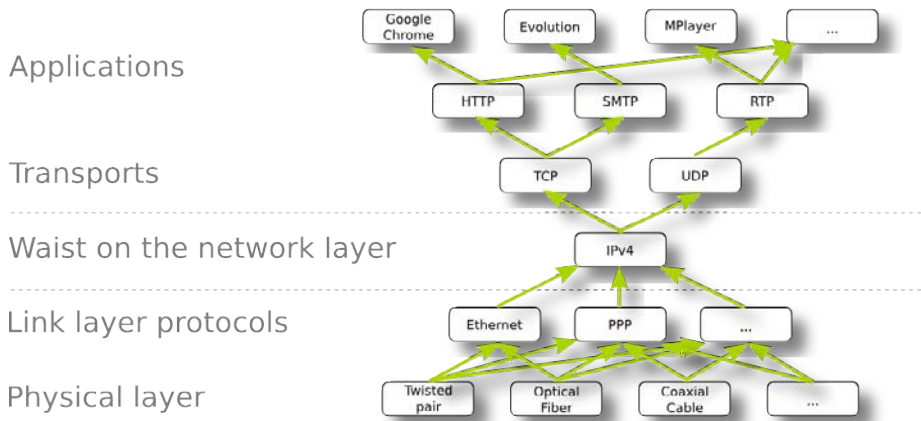 Google
Chrome
Evolution
MPlayer
...
Applications
HTTP
SMTP
RTP
Transports
TCP
UDP
Waist on the network layer
IPv4
Link layer protocols
Ethernet
PPP
...
Physical layer
Twisted
pair
Optical
Fiber
Coaxial
Cable
...